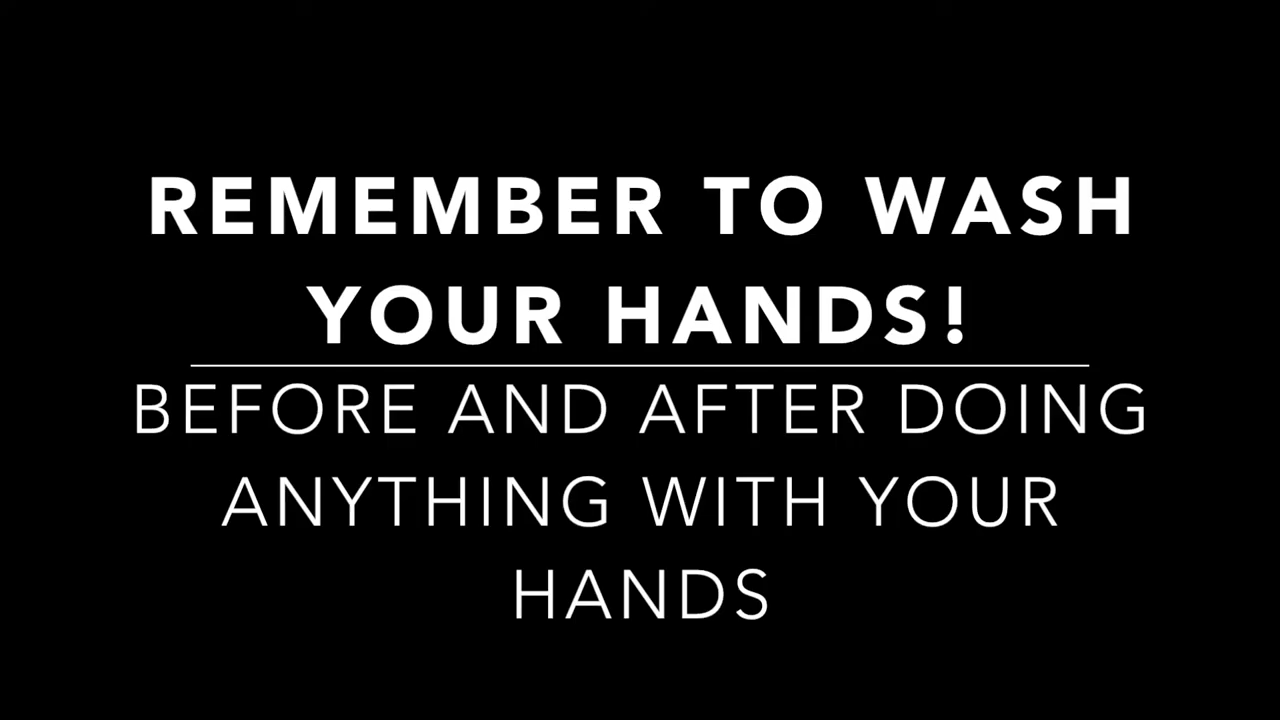 REMEMBER TO WASH
YOUR HANDS!
BEFORE AND AFTER DOING
ANYTHING WITH YOUR
HANDS